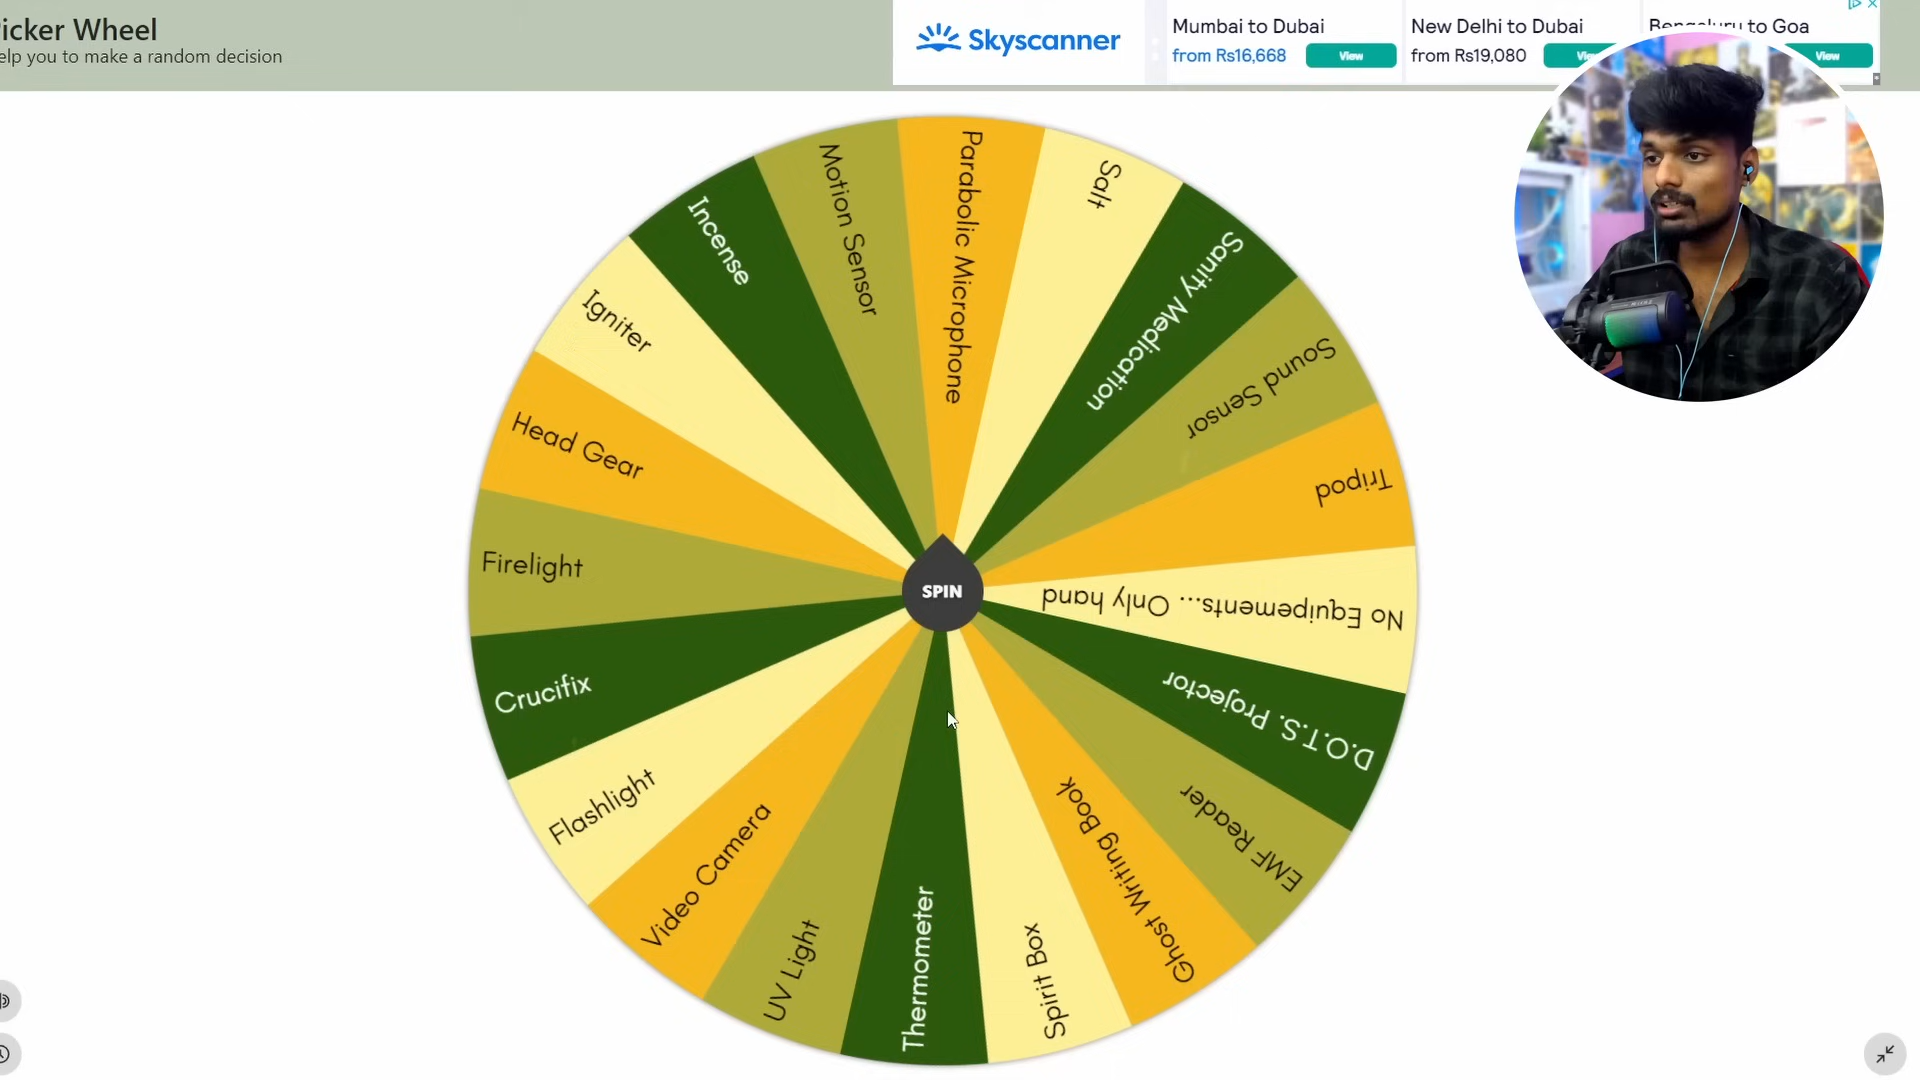 icker Wheel
elp you to make a random decision
Skyscanner
Mumbai to Dubai
from Rs16,668
View
New Delhi to Dubai
from Rs19,080
View
Bengaluru to Goa
View
Parabolic Microphone
Salt
Sanity Medication
Sound Sensor
Tripod
No Equipements... Only hand
D.O.T.S. Projector
EMF Reader
Ghost Writing Book
Spirit Box
Thermometer
UV Light
Video Camera
Flashlight
Crucifix
Firelight
Head Gear
Igniter
Incense
Motion Sensor
SPIN